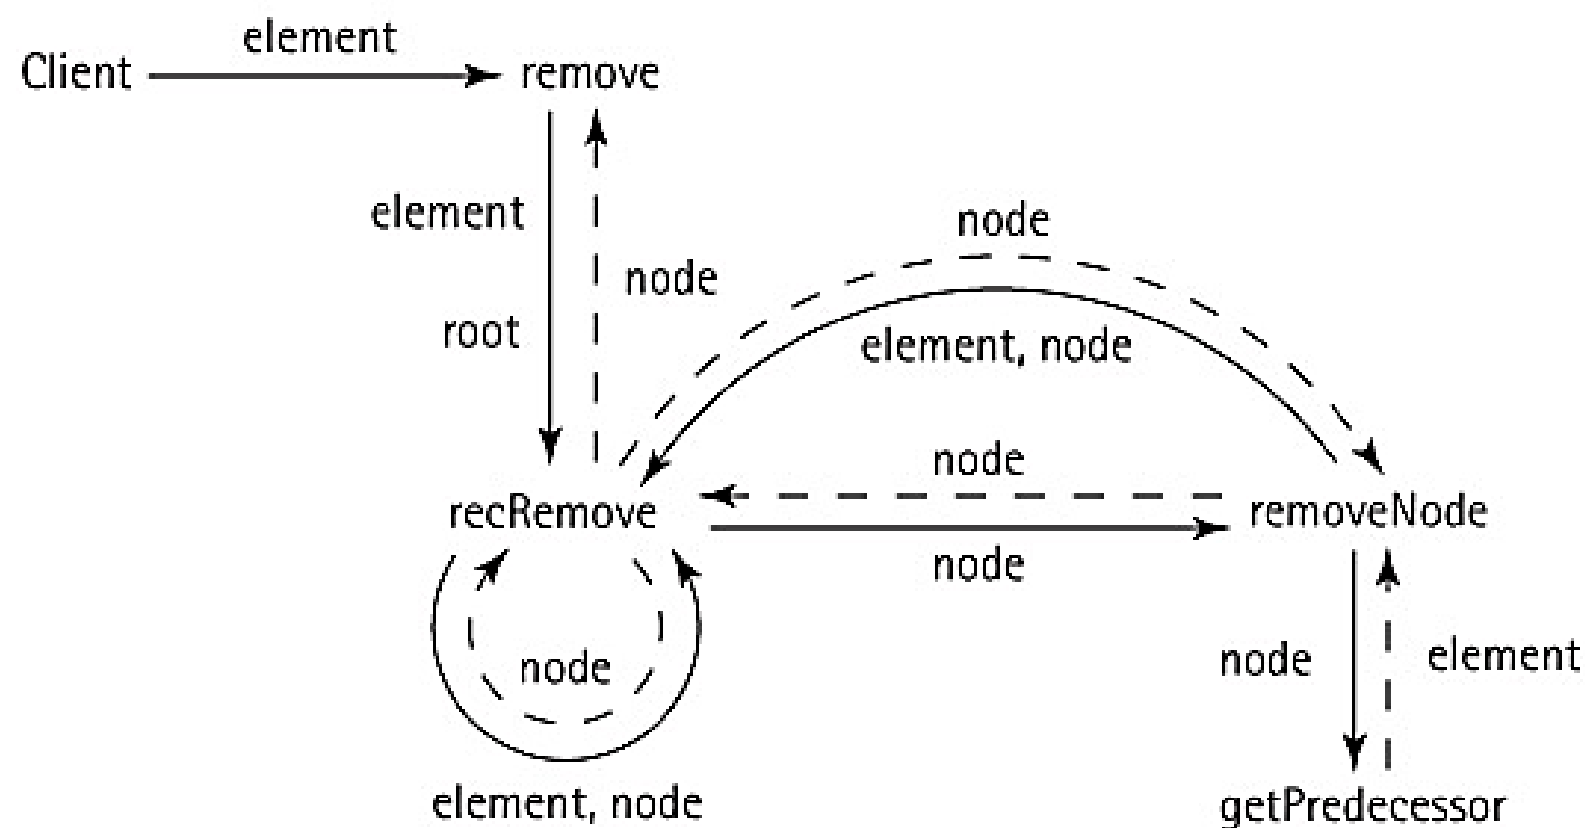 element
Client
remove
element
node
node
root
element, node
node
recRemove
removeNode
node
node
node
element
element, node
getPredecessor